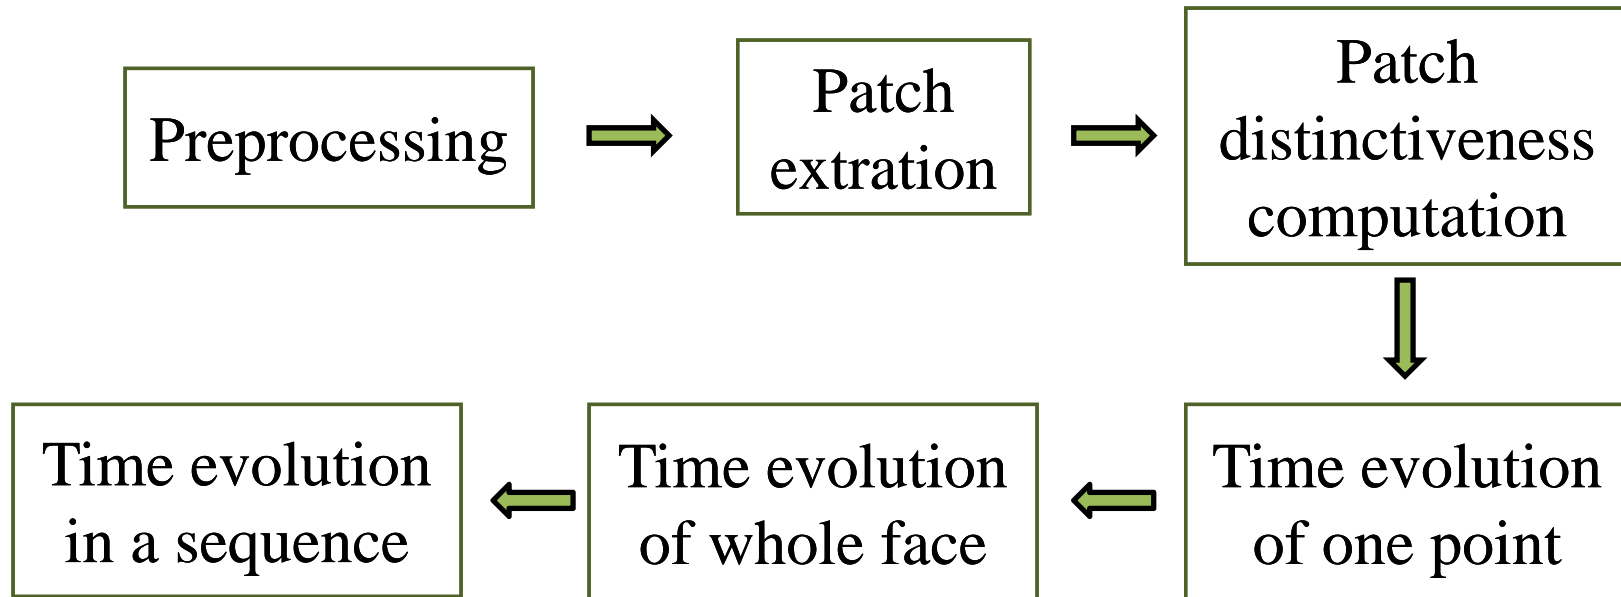 Preprocessing
Patch
extration
Patch
distinctiveness
computation
Time evolution
of one point
Time evolution
of whole face
Time evolution
in a sequence